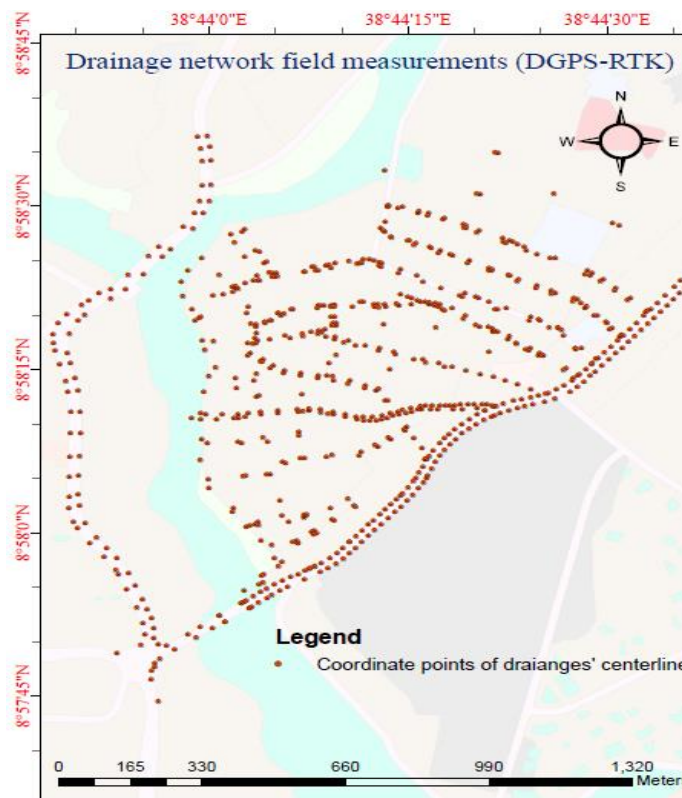 38°44'0"E 38°44'15"E 38°44'30"E
8°58'45"N
Drainage network field measurements (DGPS-RTK)
N
W E
S
8°58'30"N
8°58'15"N
8°58'0"N
Legend
Coordinate points of draianges' centerline
8°57'45"N
0 165 330 660 990 1,320
Meter